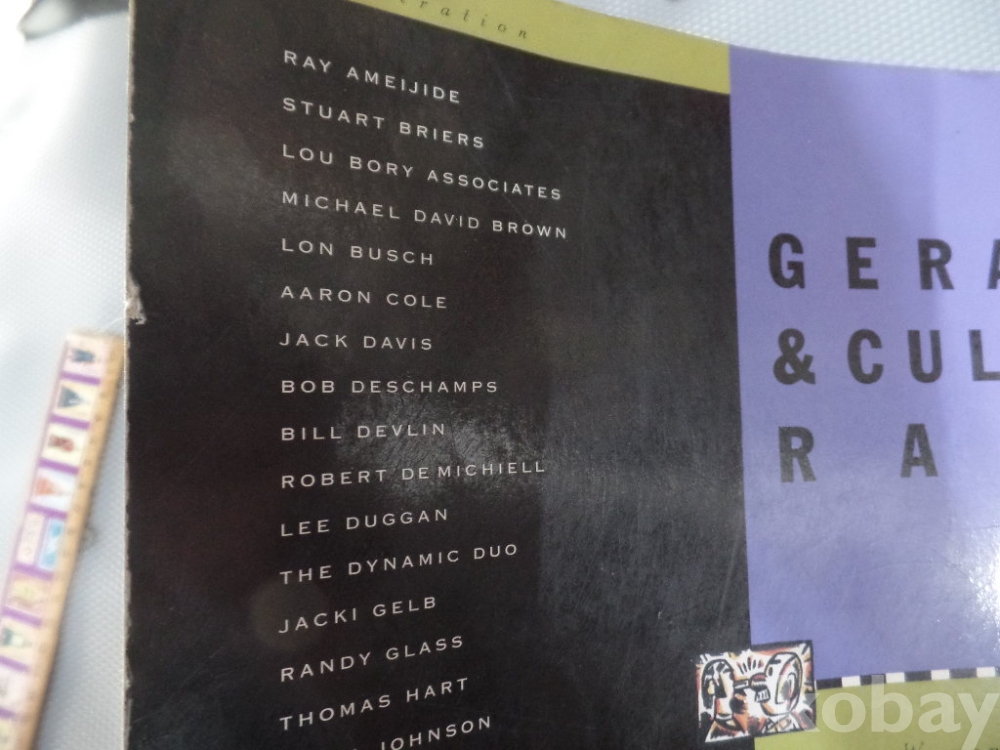 RAY AMEIJIDE
STUART BRIERS
LOU BORY ASSOCIATES
MICHAEL DAVID BROWN
LON BUSCH
AARON COLE
JACK DAVIS
BOB DESCHAMPS
BILL DEVLIN
ROBERT DE MICHIELL
LEE DUGGAN
THE DYNAMIC DUO
JACKI GELB
RANDY GLASS
THOMAS HART
JOHNSON
GERA
& CUL
R A
obay